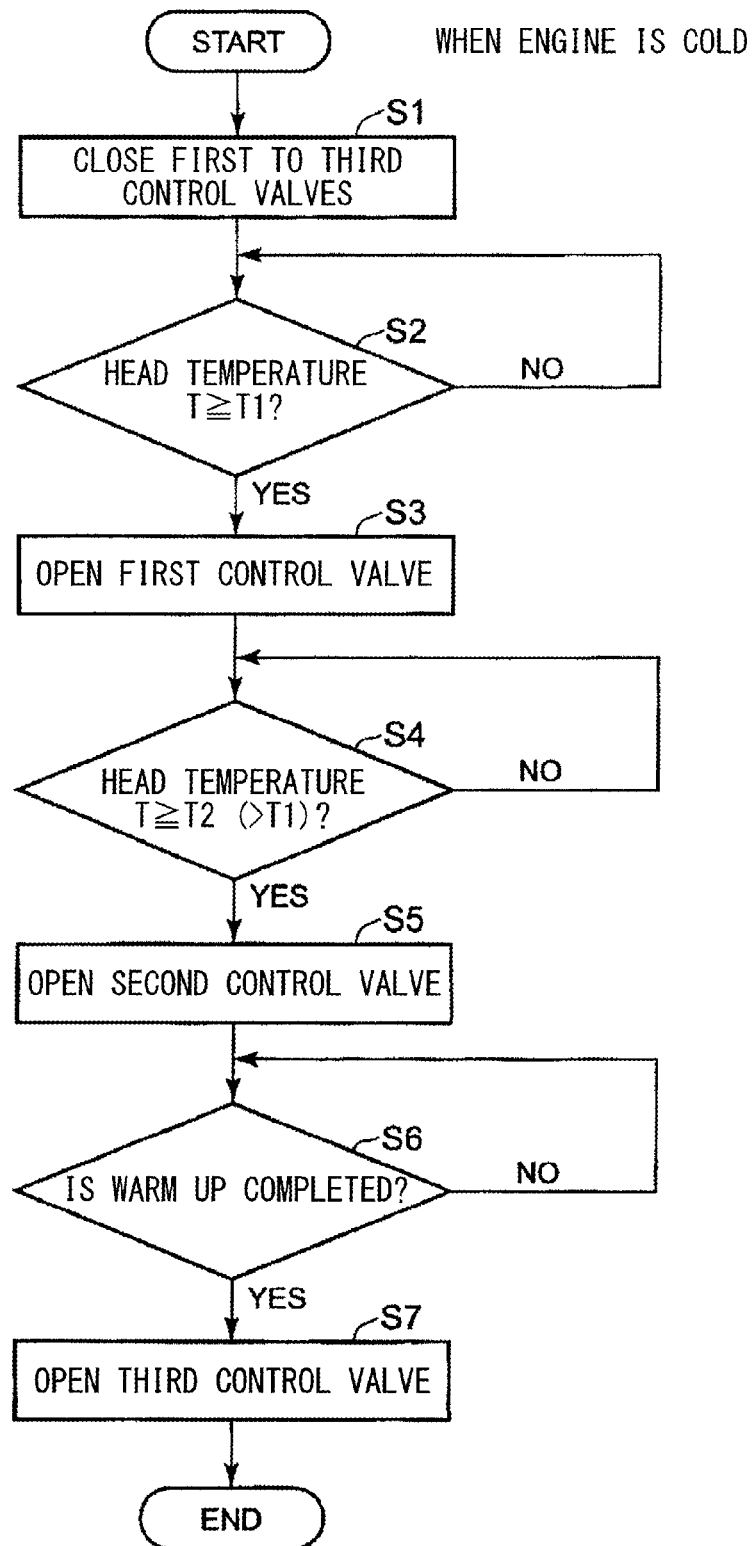 START
WHEN ENGINE IS COLD
S1
CLOSE FIRST TO THIRD
CONTROL VALVES
S2
HEAD TEMPERATURE
T≧T1?
NO
YES
S3
OPEN FIRST CONTROL VALVE
S4
HEAD TEMPERATURE
T≧T2 (>T1)?
NO
YES
S5
OPEN SECOND CONTROL VALVE
S6
IS WARM UP COMPLETED?
NO
YES
S7
OPEN THIRD CONTROL VALVE
END